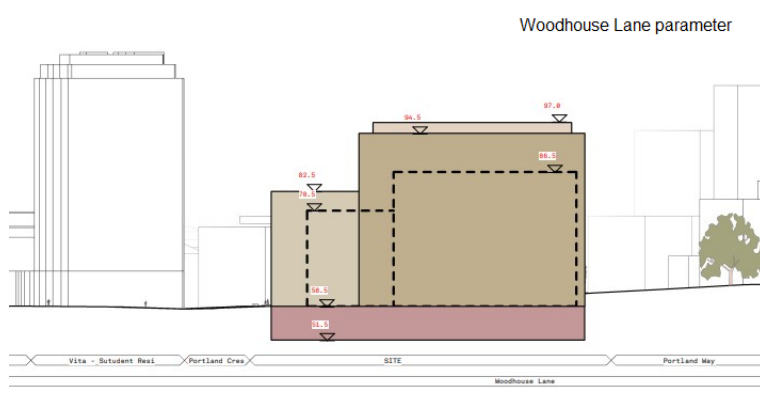 Woodhouse Lane parameter
97.0
94.5
86.5
82.5
78.5
58.5
51.5
Vita - Sutudent Resi
Portland Cres
SITE
Portland Way
Woodhouse Lane